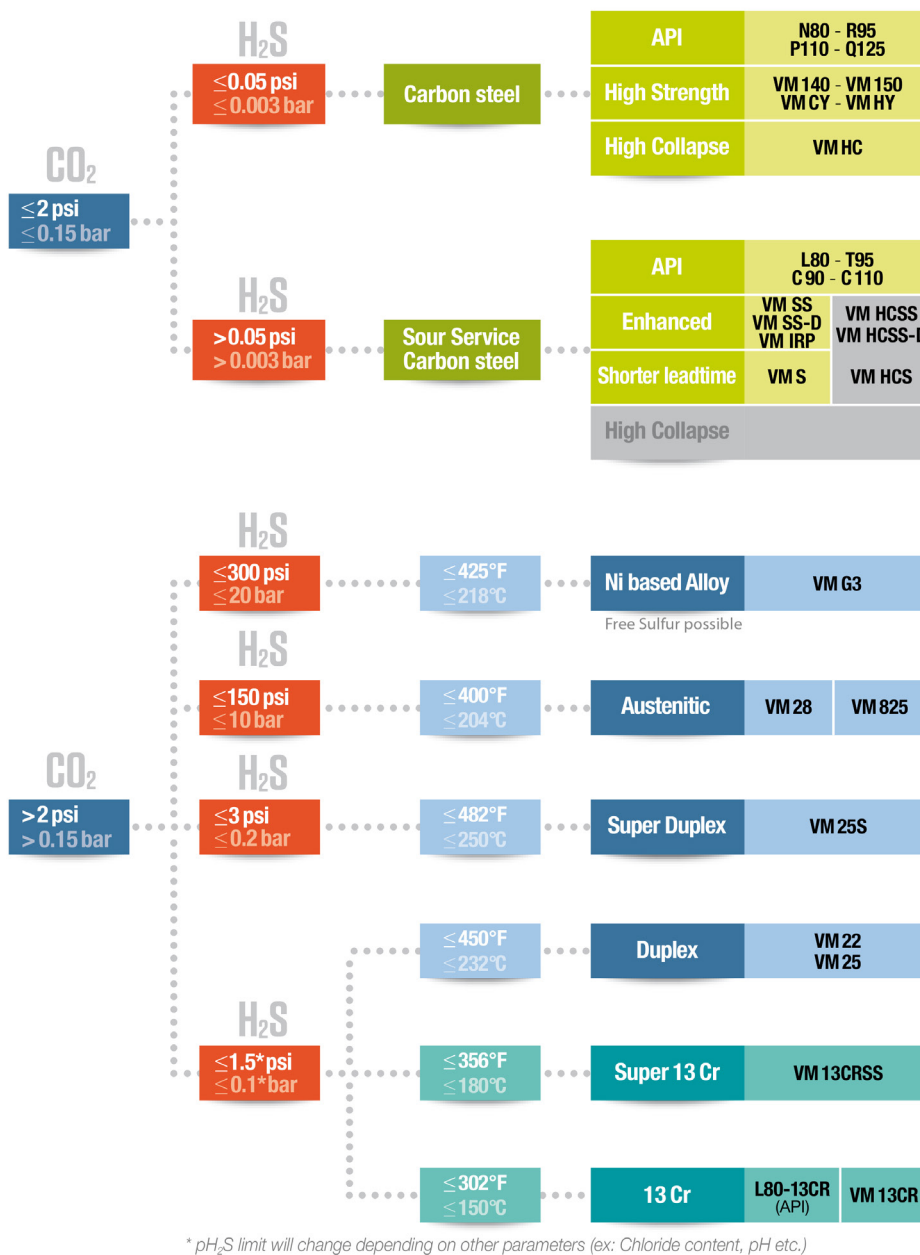 H₂S
API
N80 - R95
P110 - Q125
≤0.05 psi
≤0.003 bar
Carbon steel
High Strength
VM 140 - VM 150
VM CY - VM HY
High Collapse
VM HC
CO₂
≤2 psi
≤0.15 bar
H₂S
API
L80 - T95
C 90 - C 110
>0.05 psi
>0.003 bar
Sour Service
Carbon steel
Enhanced
VM SS
VM SS-D
VM IRP
VM HCSS
VM HCSS-D
Shorter leadtime
VM S
VM HCS
High Collapse
H₂S
≤300 psi
≤20 bar
≤425°F
≤218°C
Ni based Alloy
VM G3
Free Sulfur possible
H₂S
≤150 psi
≤10 bar
≤400°F
≤204°C
Austenitic
VM 28
VM 825
CO₂
>2 psi
>0.15 bar
H₂S
≤3 psi
≤0.2 bar
≤482°F
≤250°C
Super Duplex
VM 25S
≤450°F
≤232°C
Duplex
VM 22
VM 25
H₂S
≤1.5* psi
≤0.1* bar
≤356°F
≤180°C
Super 13 Cr
VM 13CRSS
≤302°F
≤150°C
13 Cr
L80-13CR
(API)
VM 13CR
* pH₂S limit will change depending on other parameters (ex: Chloride content, pH etc.)